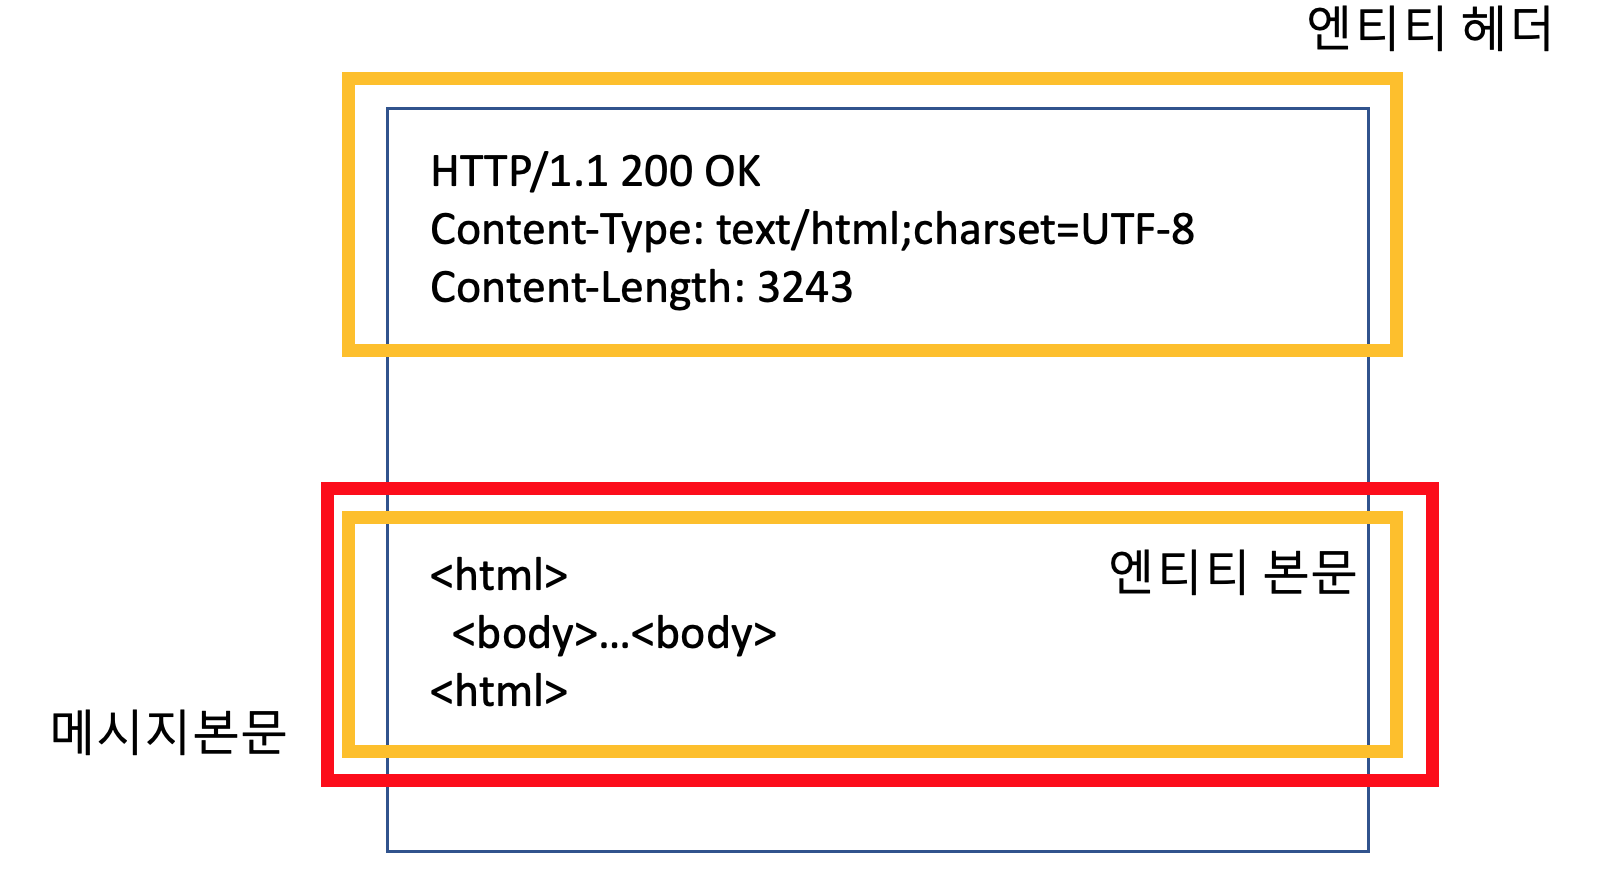 엔티티 헤더
HTTP/1.1 200 OK
Content-Type: text/html;charset=UTF-8
Content-Length: 3243
<html>
엔티티 본문
<body>...<body>
<html>
메시지본문